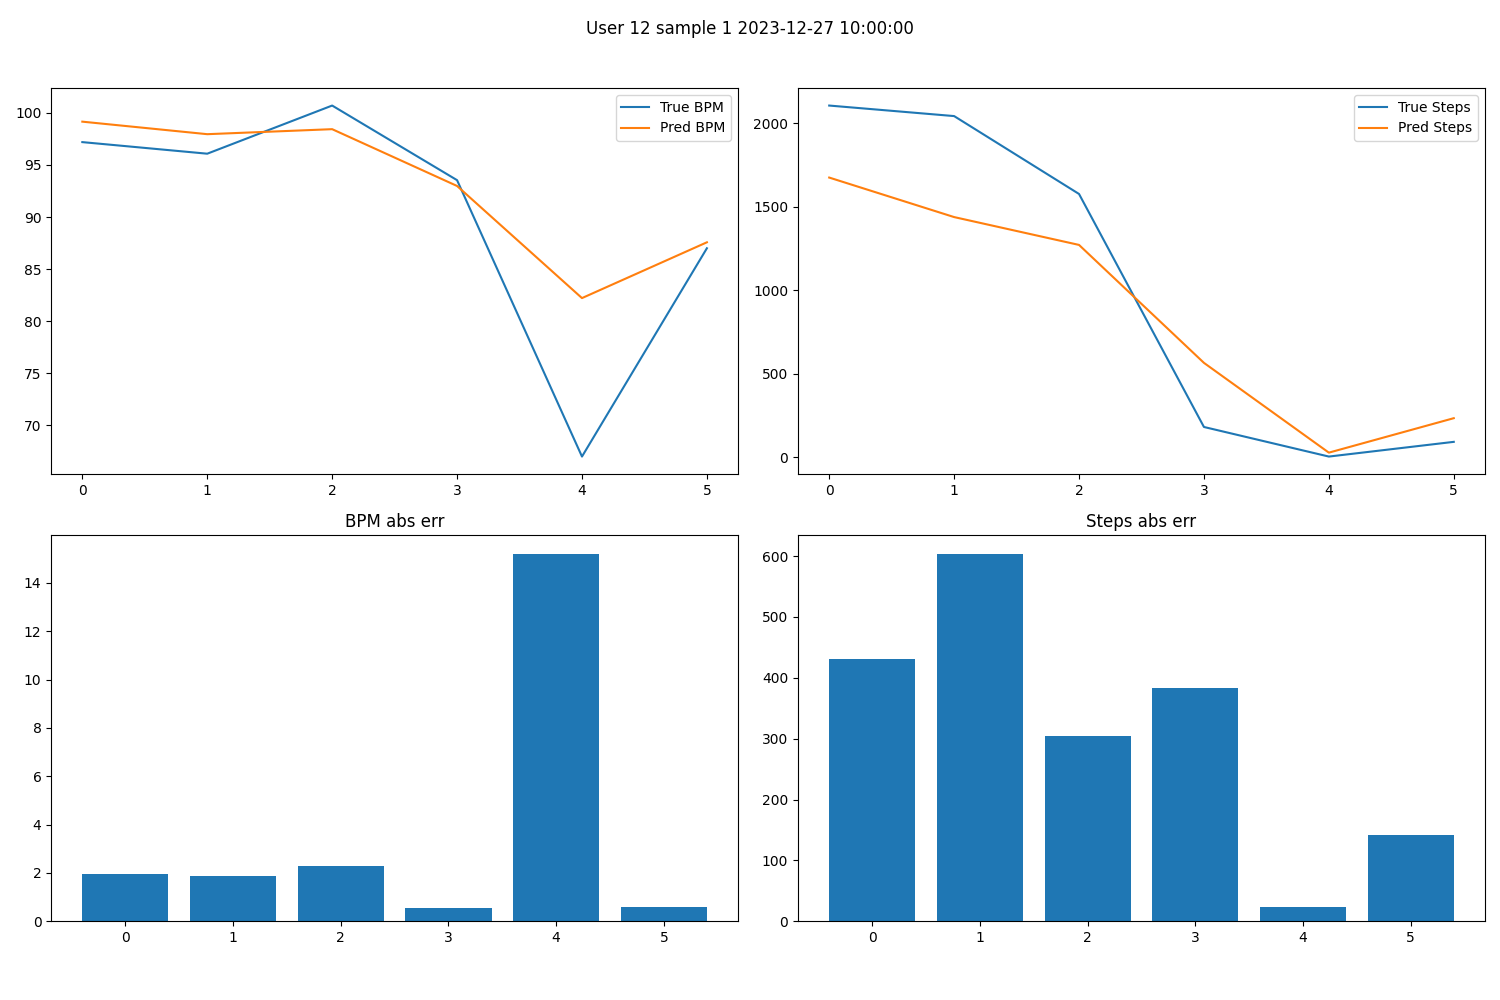 User 12 sample 1 2023-12-27 10:00:00
True BPM
Pred BPM
100
95
90
85
80
75
70
0 1 2 3 4 5
True Steps
Pred Steps
2000
1500
1000
500
0
0 1 2 3 4 5
BPM abs err
14
12
10
8
6
4
2
0
0 1 2 3 4 5
Steps abs err
600
500
400
300
200
100
0
0 1 2 3 4 5